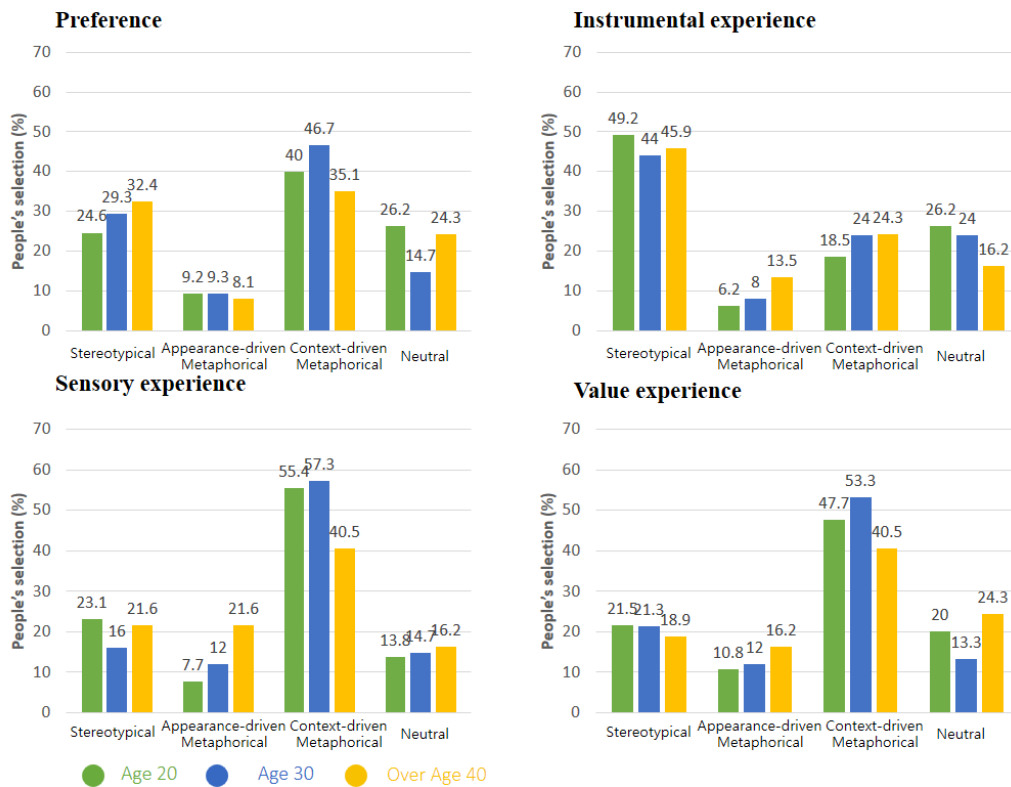 Preference
70
60
50
40
30
20
10
0
People's selection (%)
24.6 29.3 32.4
9.2 9.3 8.1
40 46.7 35.1
26.2 14.7 24.3
Stereotypical
Appearance-driven
Metaphorical
Context-driven
Metaphorical
Neutral
Instrumental experience
70
60
50
40
30
20
10
0
People's selection (%)
49.2 44 45.9
6.2 8 13.5
18.5 24 24.3
26.2 24 16.2
Stereotypical
Appearance-driven
Metaphorical
Context-driven
Metaphorical
Neutral
Sensory experience
70
60
50
40
30
20
10
0
People's selection (%)
23.1 16 21.6
7.7 12 21.6
55.4 57.3 40.5
13.8 14.7 16.2
Stereotypical
Appearance-driven
Metaphorical
Context-driven
Metaphorical
Neutral
Value experience
70
60
50
40
30
20
10
0
People's selection (%)
21.5 21.3 18.9
10.8 12 16.2
47.7 53.3 40.5
20 13.3 24.3
Stereotypical
Appearance-driven
Metaphorical
Context-driven
Metaphorical
Neutral
Age 20 Age 30 Over Age 40